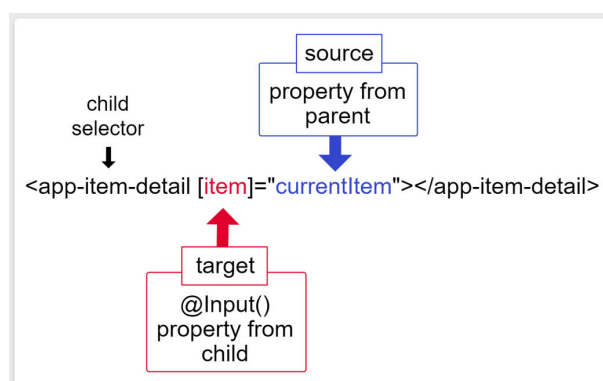 source
property from
parent
child
selector
<app-item-detail [item]="currentItem"></app-item-detail>
target
@Input()
property from
child